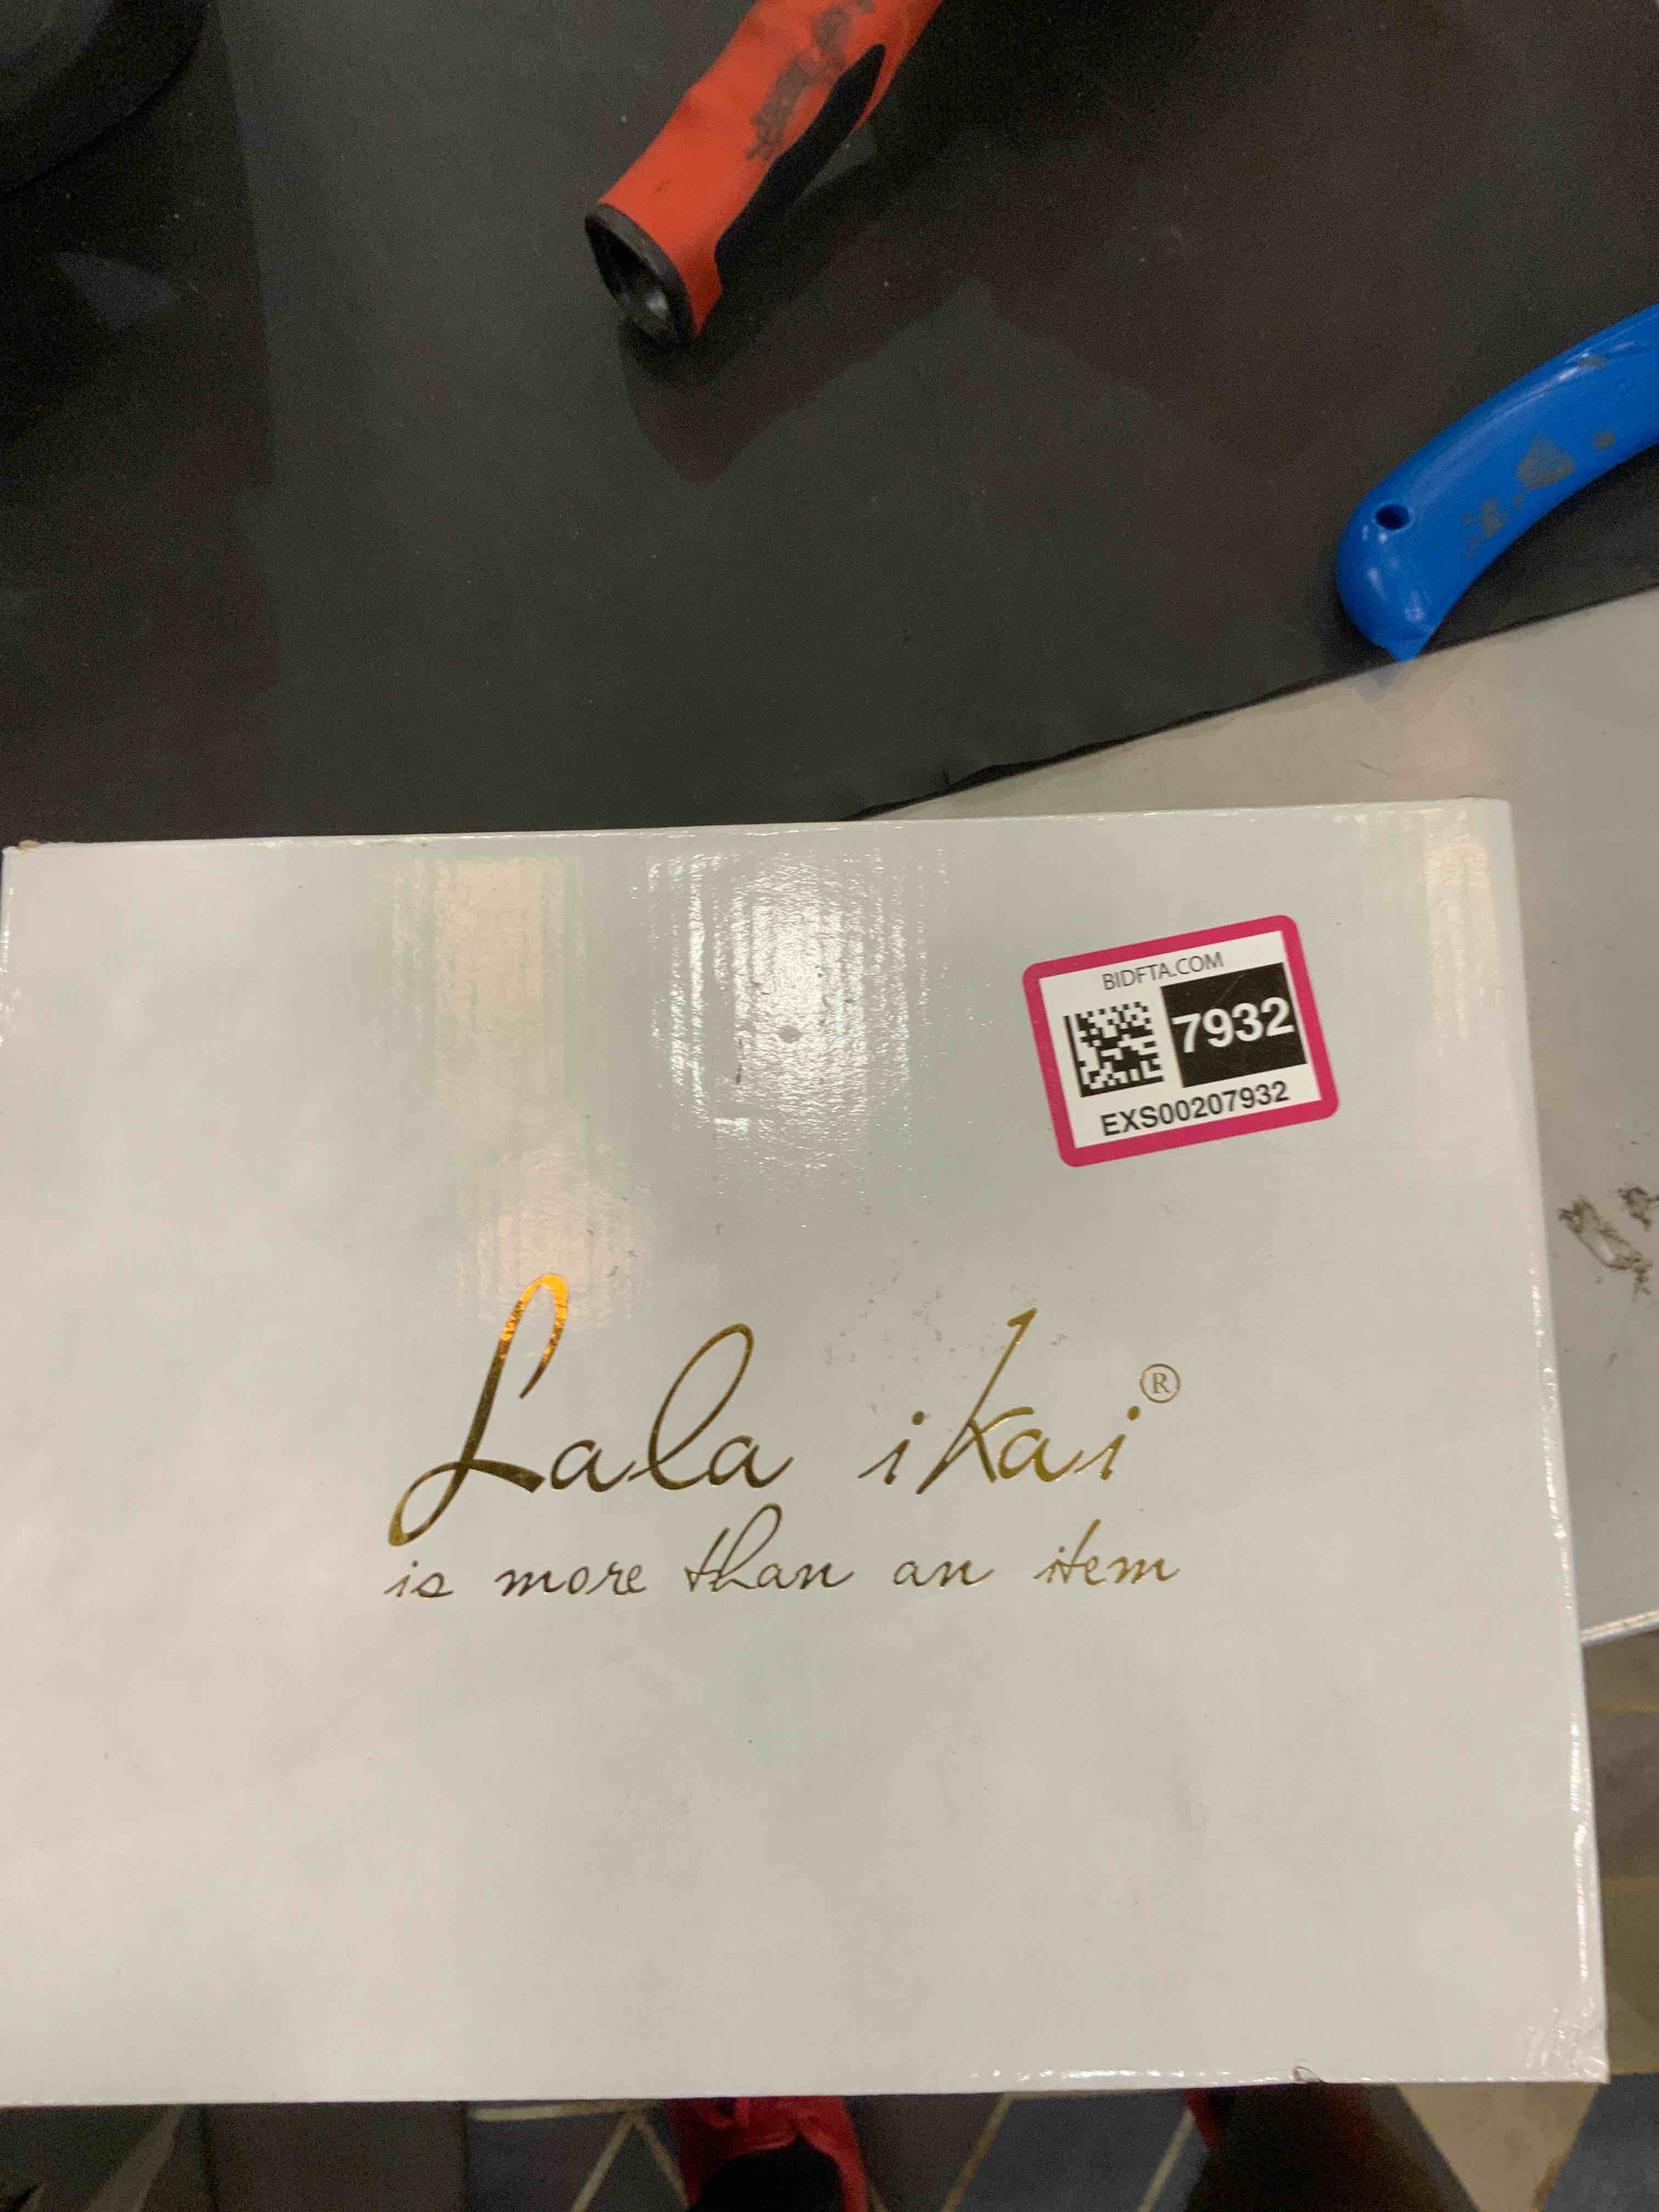 BIDFTA.COM
7932
EXS00207932
Lala ikai®
is more than an item